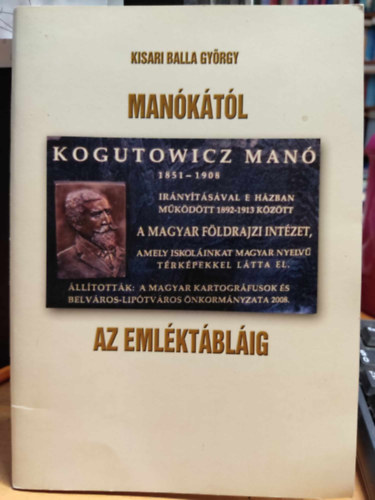 KISARI BALLA GYÖRGY
MANÓKÁTÓL
KOGUTOWICZ MANÓ
1851–1908
IRÁNYÍTÁSÁVAL E HÁZBAN
MŰKÖDÖTT 1892-1913 KÖZÖTT
A MAGYAR FÖLDRAJZI INTÉZET,
AMELY ISKOLÁINKAT MAGYAR NYELVŰ
TÉRKÉPEKKEL LÁTTA EL.
ÁLLÍTOTTÁK: A MAGYAR KARTOGRÁFUSOK ÉS
BELVÁROS-LIPÓTVÁROS ÖNKORMÁNYZATA 2008.
AZ EMLÉKTÁBLÁIG